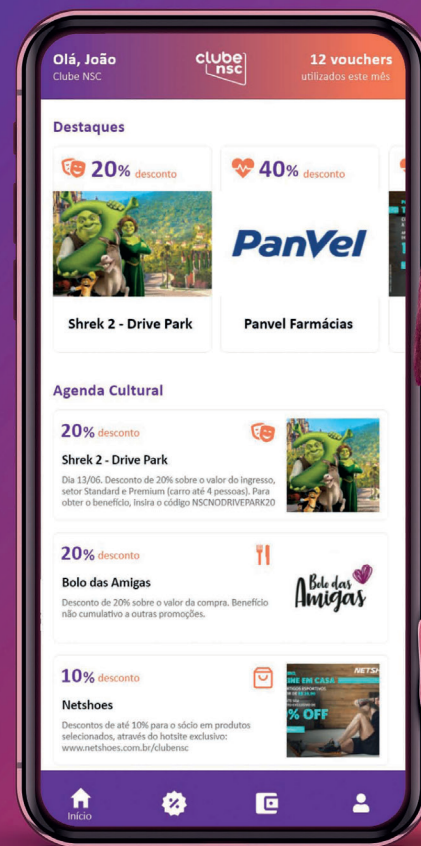 Olá, João
Clube NSC
clube
nsc
12 vouchers
utilizados este mês
Destaques
20% desconto
Shrek 2 - Drive Park
40% desconto
PanVel
Panvel Farmácias
Agenda Cultural
20% desconto
Shrek 2 - Drive Park
Dia 13/06. Desconto de 20% sobre o valor do ingresso,
setor Standard e Premium (carro até 4 pessoas). Para
obter o benefício, insira o código NSCNODRIVEPARK20
20% desconto
Bolo das Amigas
Desconto de 20% sobre o valor da compra. Benefício
não cumulativo a outras promoções.
Bolo das
Amigas
10% desconto
Netshoes
Descontos de até 10% para o sócio em produtos
selecionados, através do hotsite exclusivo:
www.netshoes.com.br/clubensc
NETSH
INE EM CASA
% OFF
Início